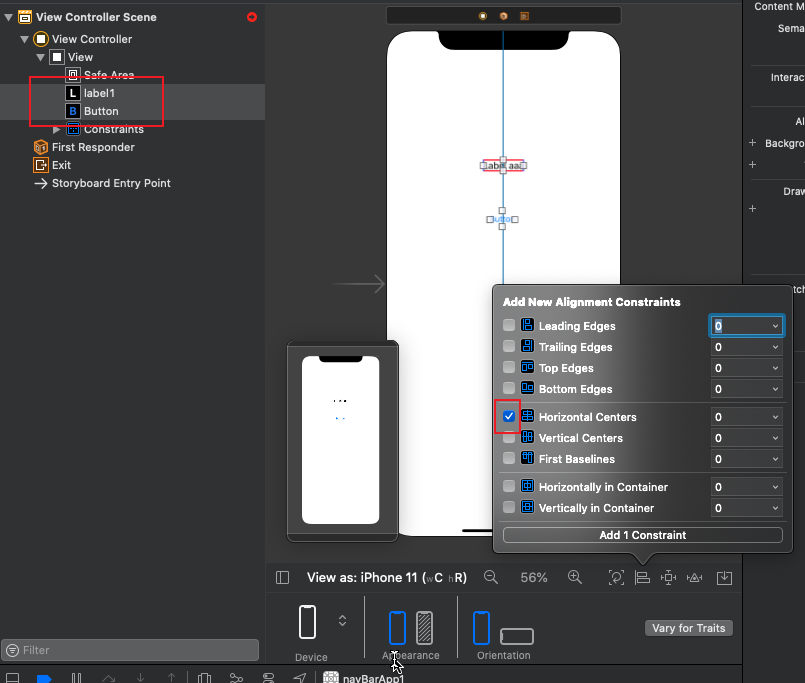 View Controller Scene
View Controller
View
Safe Area
L label1
B Button
Constraints
First Responder
Exit
Storyboard Entry Point
Filter
Button
Add New Alignment Constraints
Leading Edges 0
Trailing Edges 0
Top Edges 0
Bottom Edges 0
Horizontal Centers 0
Vertical Centers 0
First Baselines 0
Horizontally in Container 0
Vertically in Container 0
Add 1 Constraint
View as: iPhone 11 (wC hR)
56%
Device
Appearance
Orientation
Vary for Traits
navBarApp1
Content M
Sema
Interac
Al
+ Backgro
+
Draw
+
tch